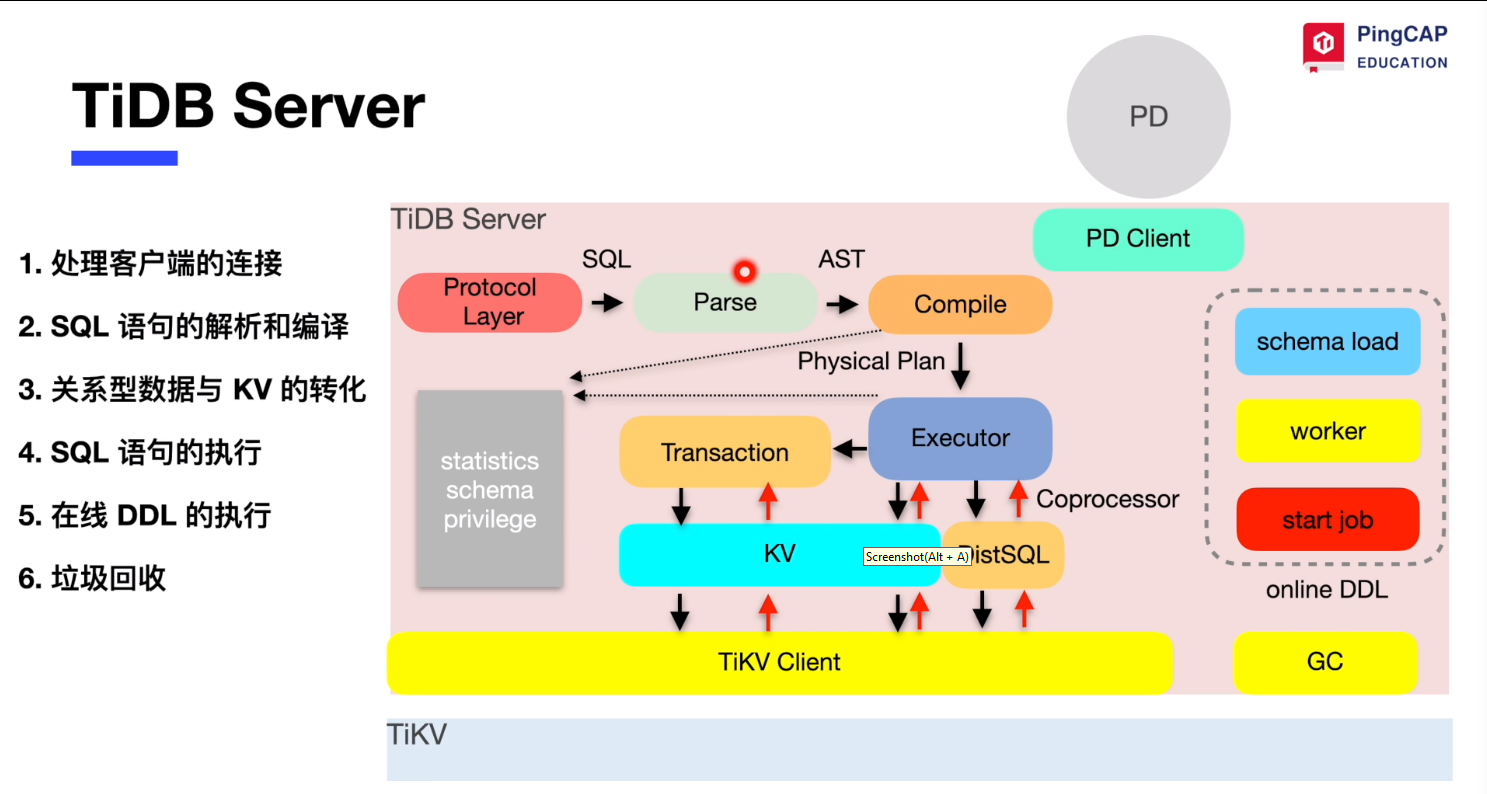 PingCAP
EDUCATION
TiDB Server
PD
1. 处理客户端的连接
2. SQL 语句的解析和编译
3. 关系型数据与 KV 的转化
4. SQL 语句的执行
5. 在线 DDL 的执行
6. 垃圾回收
TiDB Server
PD Client
SQL
AST
Protocol
Layer
Parse
Compile
Physical Plan
schema load
worker
start job
online DDL
statistics
schema
privilege
Transaction
Executor
Coprocessor
KV
Screenshot(Alt + A)
DistSQL
TiKV Client
GC
TiKV